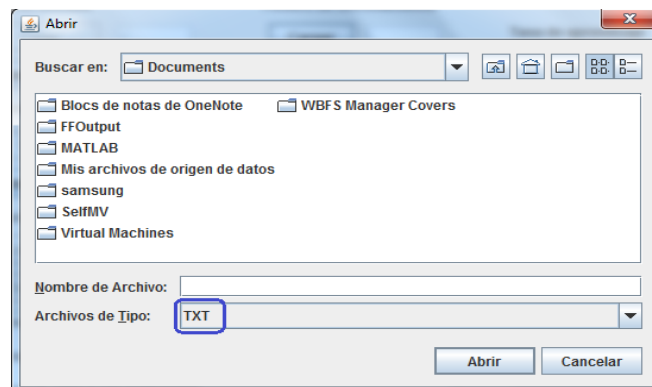 Abrir
Buscar en: Documents
Blocs de notas de OneNote WBFS Manager Covers
FFOutput
MATLAB
Mis archivos de origen de datos
samsung
SelfMV
Virtual Machines
Nombre de Archivo:
Archivos de Tipo: TXT
Abrir Cancelar